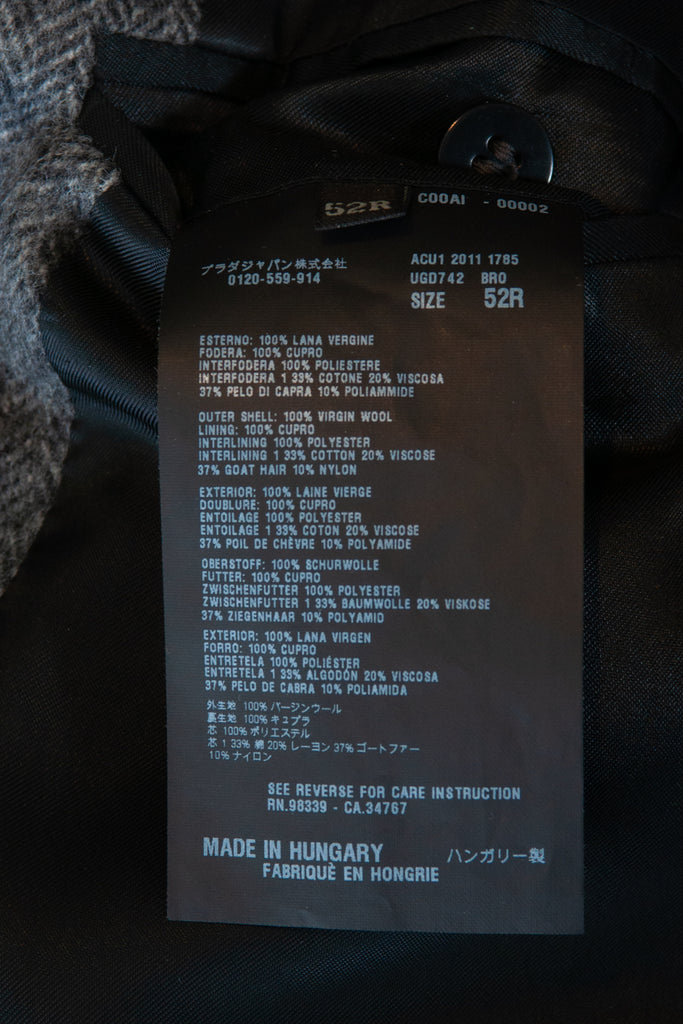 52R
C00AI - 00002
プラダジャパン株式会社
0120-559-914
ACU1 2011 1785
UGD742 BRO
SIZE 52R
ESTERNO: 100% LANA VERGINE
FODERA: 100% CUPRO
INTERFODERA 100% POLIESTERE
INTERFODERA 1 33% COTONE 20% VISCOSA
37% PELO DI CAPRA 10% POLIAMMIDE
OUTER SHELL: 100% VIRGIN WOOL
LINING: 100% CUPRO
INTERLINING 100% POLYESTER
INTERLINING 1 33% COTTON 20% VISCOSE
37% GOAT HAIR 10% NYLON
EXTERIOR: 100% LAINE VIERGE
DOUBLURE: 100% CUPRO
ENTOILAGE 100% POLYESTER
ENTOILAGE 1 33% COTON 20% VISCOSE
37% POIL DE CHÈVRE 10% POLYAMIDE
OBERSTOFF: 100% SCHURWOLLE
FUTTER: 100% CUPRO
ZWISCHENFUTTER 100% POLYESTER
ZWISCHENFUTTER 1 33% BAUMWOLLE 20% VISKOSE
37% ZIEGENHAAR 10% POLYAMID
EXTERIOR: 100% LANA VIRGEN
FORRO: 100% CUPRO
ENTRETELA 100% POLIÉSTER
ENTRETELA 1 33% ALGODÓN 20% VISCOSA
37% PELO DE CABRA 10% POLIAMIDA
外生地 100% バージンウール
裏生地 100% キュプラ
芯 100% ポリエステル
芯 1 33% 綿 20% レーヨン 37% ゴートファー
10% ナイロン
SEE REVERSE FOR CARE INSTRUCTION
RN.98339 - CA.34767
MADE IN HUNGARY
ハンガリー製
FABRIQUÈ EN HONGRIE